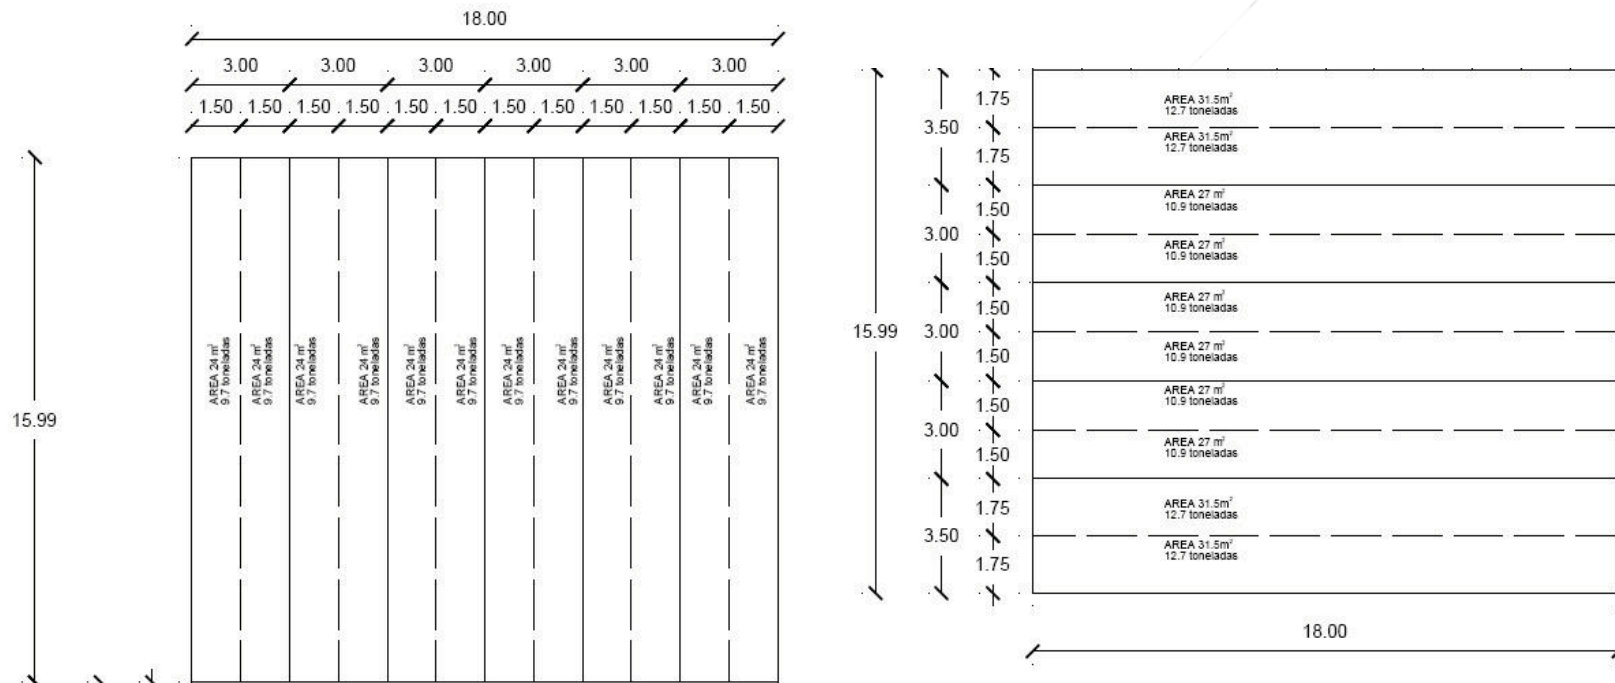 18.00
3.00 3.00 3.00 3.00 3.00 3.00
1.50 1.50 1.50 1.50 1.50 1.50 1.50 1.50 1.50 1.50 1.50 1.50
15.99
AREA 24 m²
9.7 toneladas
AREA 24 m²
9.7 toneladas
AREA 24 m²
9.7 toneladas
AREA 24 m²
9.7 toneladas
AREA 24 m²
9.7 toneladas
AREA 24 m²
9.7 toneladas
AREA 24 m²
9.7 toneladas
AREA 24 m²
9.7 toneladas
AREA 24 m²
9.7 toneladas
AREA 24 m²
9.7 toneladas
AREA 24 m²
9.7 toneladas
AREA 24 m²
9.7 toneladas
15.99
3.50
3.00
3.00
3.00
3.50
1.75
1.75
1.50
1.50
1.50
1.50
1.50
1.50
1.75
1.75
AREA 31.5m²
12.7 toneladas
AREA 31.5m²
12.7 toneladas
AREA 27 m²
10.9 toneladas
AREA 27 m²
10.9 toneladas
AREA 27 m²
10.9 toneladas
AREA 27 m²
10.9 toneladas
AREA 27 m²
10.9 toneladas
AREA 27 m²
10.9 toneladas
AREA 31.5m²
12.7 toneladas
AREA 31.5m²
12.7 toneladas
18.00